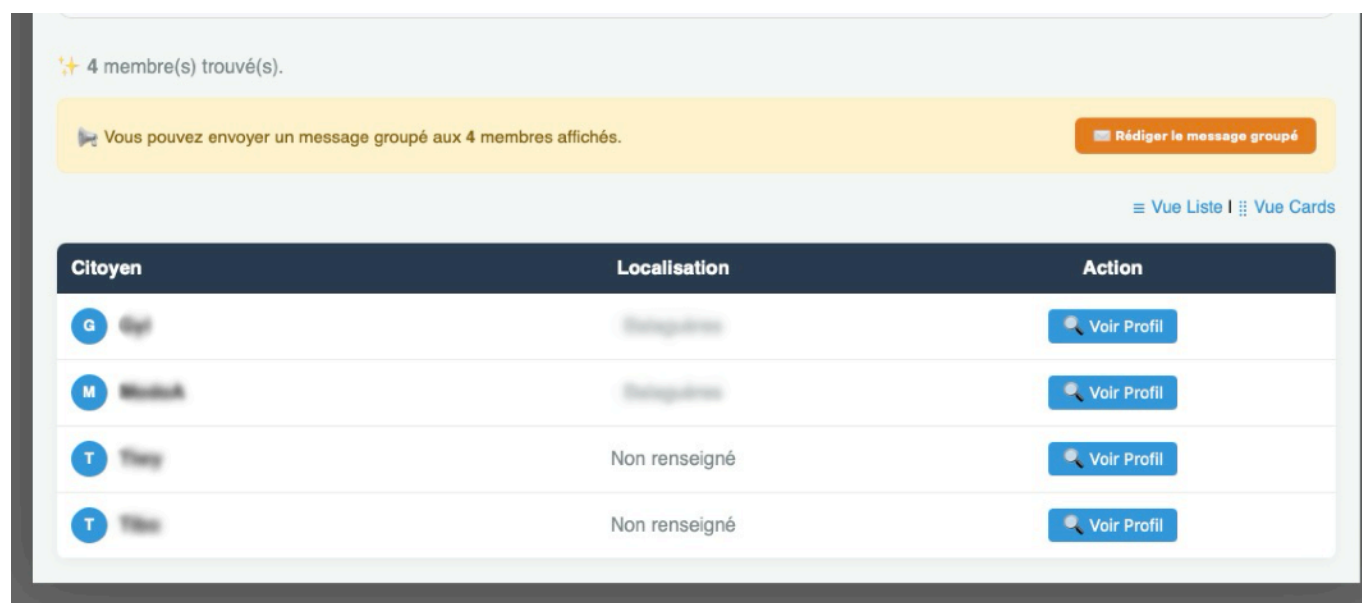 ✨ 4 membre(s) trouvé(s).
📢 Vous pouvez envoyer un message groupé aux 4 membres affichés.
✉️ Rédiger le message groupé
≡ Vue Liste | ⣿ Vue Cards
Citoyen Localisation Action
G 🔍 Voir Profil
M 🔍 Voir Profil
T Non renseigné 🔍 Voir Profil
T Non renseigné 🔍 Voir Profil